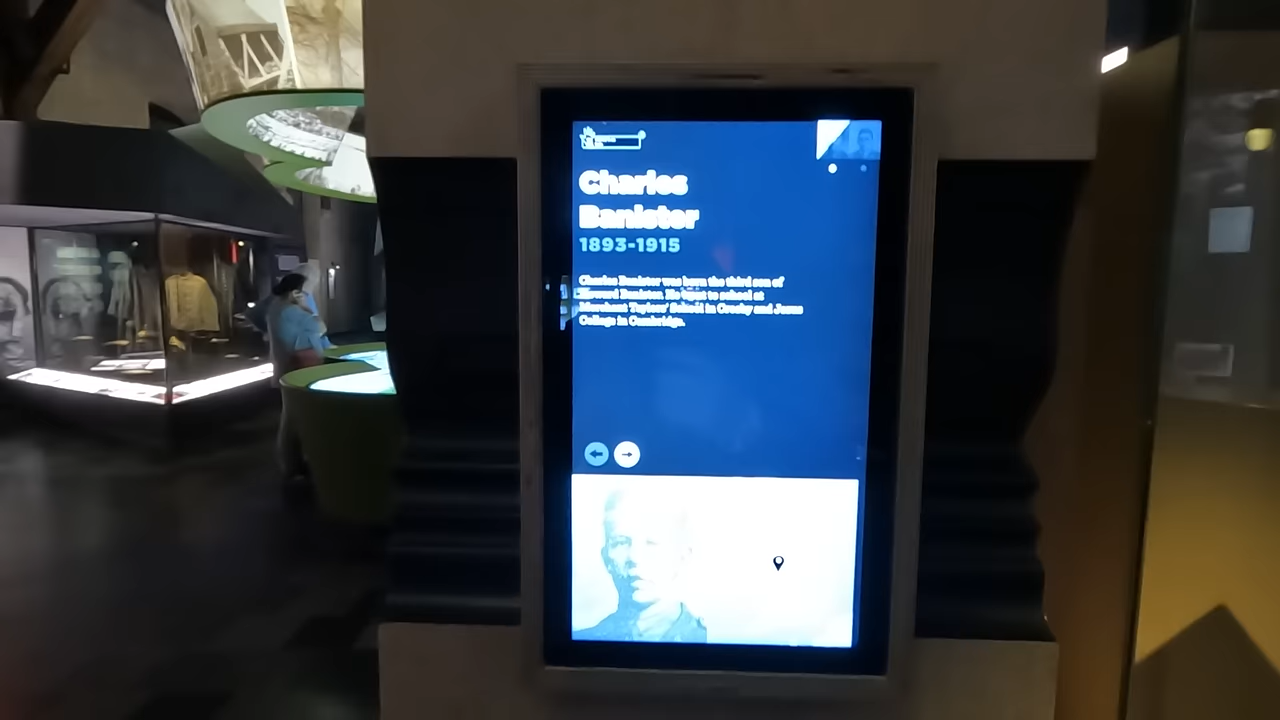 Charles
Banister
1893-1915
Charles Banister was born the third son of
Howard Banister. He went to school at
Merchant Taylors' School in Crosby and Jesus
College in Cambridge.